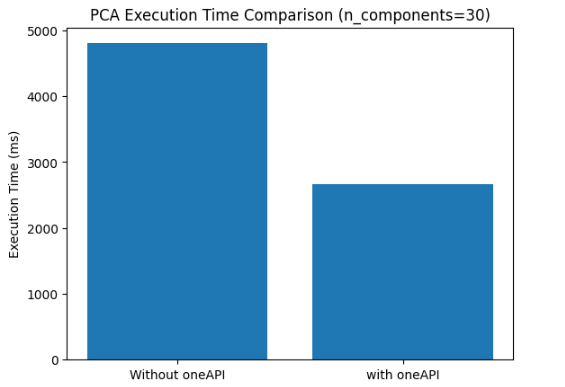 PCA Execution Time Comparison (n_components=30)
Execution Time (ms)
5000
4000
3000
2000
1000
0
Without oneAPI
with oneAPI